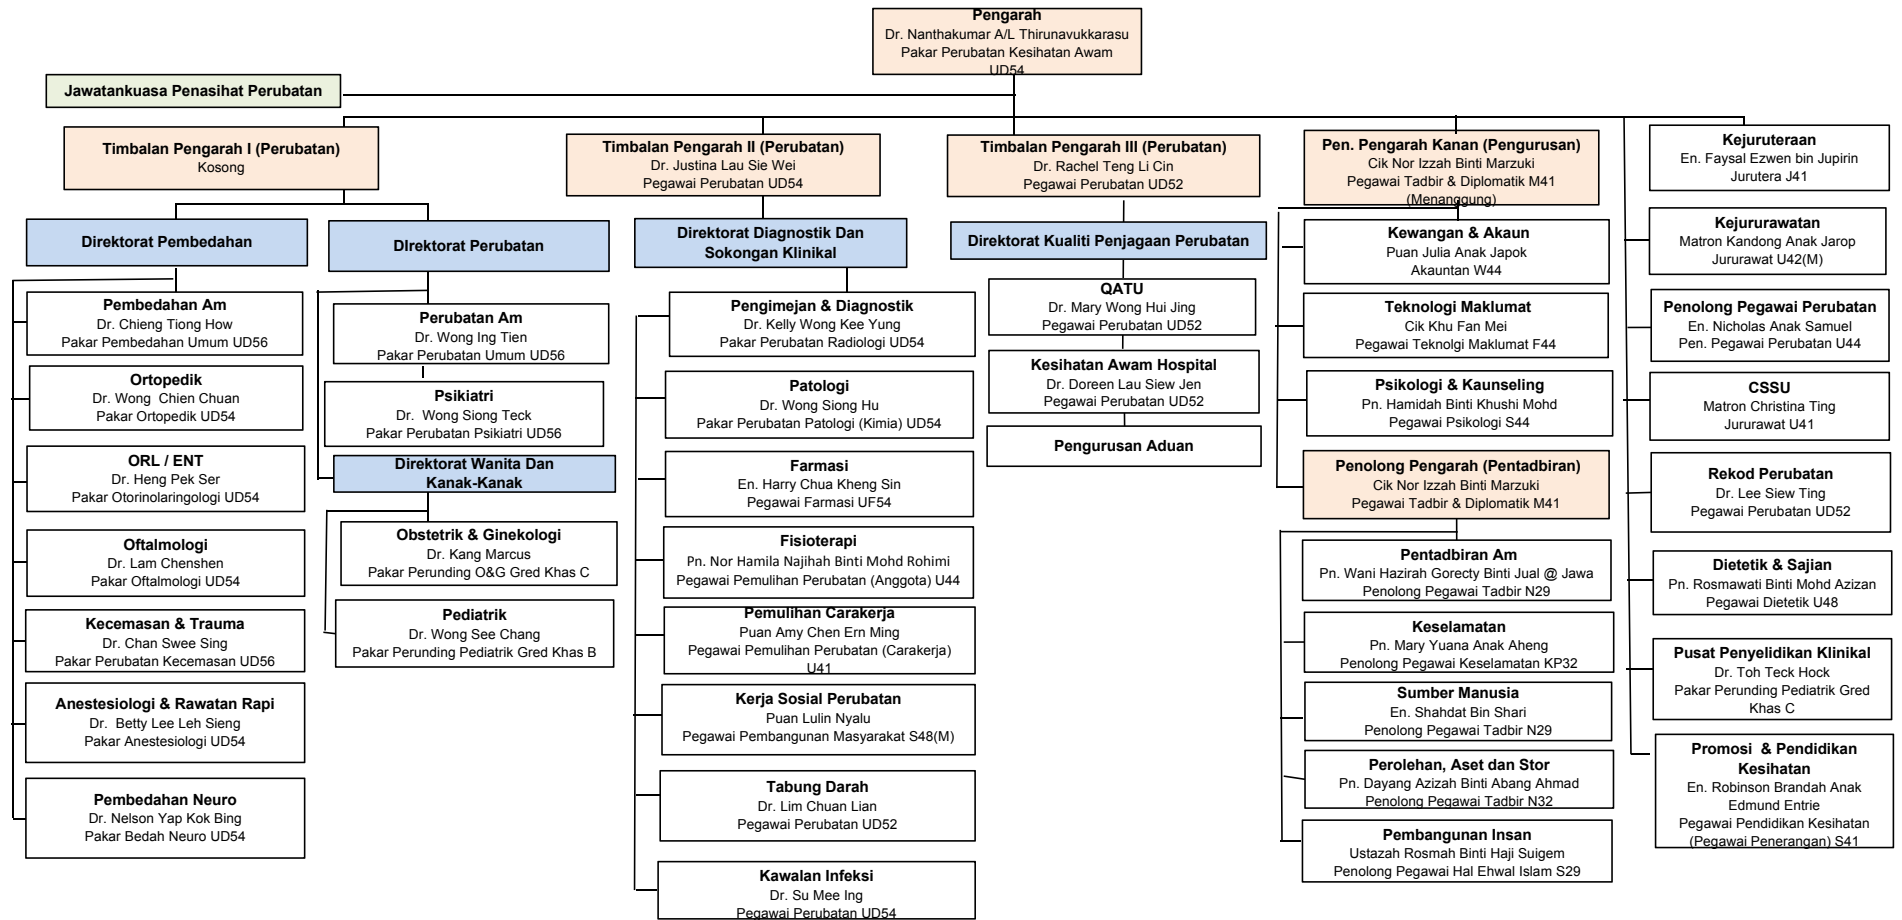 Pengarah
Dr. Nanthakumar A/L Thirunavukkarasu
Pakar Perubatan Kesihatan Awam
UD54
Jawatankuasa Penasihat Perubatan
Timbalan Pengarah I (Perubatan)
Kosong
Direktorat Pembedahan
Pembedahan Am
Dr. Chieng Tiong How
Pakar Pembedahan Umum UD56
Ortopedik
Dr. Wong  Chien Chuan
Pakar Ortopedik UD54
ORL / ENT
Dr. Heng Pek Ser
Pakar Otorinolaringologi UD54
Oftalmologi
Dr. Lam Chenshen
Pakar Oftalmologi UD54
Kecemasan & Trauma
Dr. Chan Swee Sing
Pakar Perubatan Kecemasan UD56
Anestesiologi & Rawatan Rapi
Dr.  Betty Lee Leh Sieng
Pakar Anestesiologi UD54
Pembedahan Neuro
Dr. Nelson Yap Kok Bing
Pakar Bedah Neuro UD54
DIrektorat Perubatan
Perubatan Am
Dr. Wong Ing Tien
Pakar Perubatan Umum UD56
Psikiatri
Dr.  Wong Siong Teck
Pakar Perubatan Psikiatri UD56
Direktorat Wanita Dan
Kanak-Kanak
Obstetrik & Ginekologi
Dr. Kang Marcus
Pakar Perunding O&G Gred Khas C
Pediatrik
Dr. Wong See Chang
Pakar Perunding Pediatrik Gred Khas B
Timbalan Pengarah II (Perubatan)
Dr. Justina Lau Sie Wei
Pegawai Perubatan UD54
Direktorat Diagnostik Dan
Sokongan Klinikal
Pengimejan & Diagnostik
Dr. Kelly Wong Kee Yung
Pakar Perubatan Radiologi UD54
Patologi
Dr. Wong Siong Hu
Pakar Perubatan Patologi (Kimia) UD54
Farmasi
En. Harry Chua Kheng Sin
Pegawai Farmasi UF54
Fisioterapi
Pn. Nor Hamila Najihah Binti Mohd Rohimi
Pegawai Pemulihan Perubatan (Anggota) U44
Pemulihan Carakerja
Puan Amy Chen Ern Ming
Pegawai Pemulihan Perubatan (Carakerja)
U41
Kerja Sosial Perubatan
Puan Lulin Nyalu
Pegawai Pembangunan Masyarakat S48(M)
Tabung Darah
Dr. Lim Chuan Lian
Pegawai Perubatan UD52
Kawalan Infeksi
Dr. Su Mee Ing
Pegawai Perubatan UD54
Timbalan Pengarah III (Perubatan)
Dr. Rachel Teng Li Cin
Pegawai Perubatan UD52
Direktorat Kualiti Penjagaan Perubatan
QATU
Dr. Mary Wong Hui Jing
Pegawai Perubatan UD52
Kesihatan Awam Hospital
Dr. Doreen Lau Siew Jen
Pegawai Perubatan UD52
Pengurusan Aduan
Pen. Pengarah Kanan (Pengurusan)
Cik Nor Izzah Binti Marzuki
Pegawai Tadbir & Diplomatik M41
(Menanggung)
Kewangan & Akaun
Puan Julia Anak Japok
Akauntan W44
Teknologi Maklumat
Cik Khu Fan Mei
Pegawai Teknolgi Maklumat F44
Psikologi & Kaunseling
Pn. Hamidah Binti Khushi Mohd
Pegawai Psikologi S44
Penolong Pengarah (Pentadbiran)
Cik Nor Izzah Binti Marzuki
Pegawai Tadbir & Diplomatik M41
Pentadbiran Am
Pn. Wani Hazirah Gorecty Binti Jual @ Jawa
Penolong Pegawai Tadbir N29
Keselamatan
Pn. Mary Yuana Anak Aheng
Penolong Pegawai Keselamatan KP32
Sumber Manusia
En. Shahdat Bin Shari
Penolong Pegawai Tadbir N29
Perolehan, Aset dan Stor
Pn. Dayang Azizah Binti Abang Ahmad
Penolong Pegawai Tadbir N32
Pembangunan Insan
Ustazah Rosmah Binti Haji Suigem
Penolong Pegawai Hal Ehwal Islam S29
Kejuruteraan
En. Faysal Ezwen bin Jupirin
Jurutera J41
Kejururawatan
Matron Kandong Anak Jarop
Jururawat U42(M)
Penolong Pegawai Perubatan
En. Nicholas Anak Samuel
Pen. Pegawai Perubatan U44
CSSU
Matron Christina Ting
Jururawat U41
Rekod Perubatan
Dr. Lee Siew Ting
Pegawai Perubatan UD52
Dietetik & Sajian
Pn. Rosmawati Binti Mohd Azizan
Pegawai Dietetik U48
Pusat Penyelidikan Klinikal
Dr. Toh Teck Hock
Pakar Perunding Pediatrik Gred
Khas C
Promosi  & Pendidikan
Kesihatan
En. Robinson Brandah Anak
Edmund Entrie
Pegawai Pendidikan Kesihatan
(Pegawai Penerangan) S41